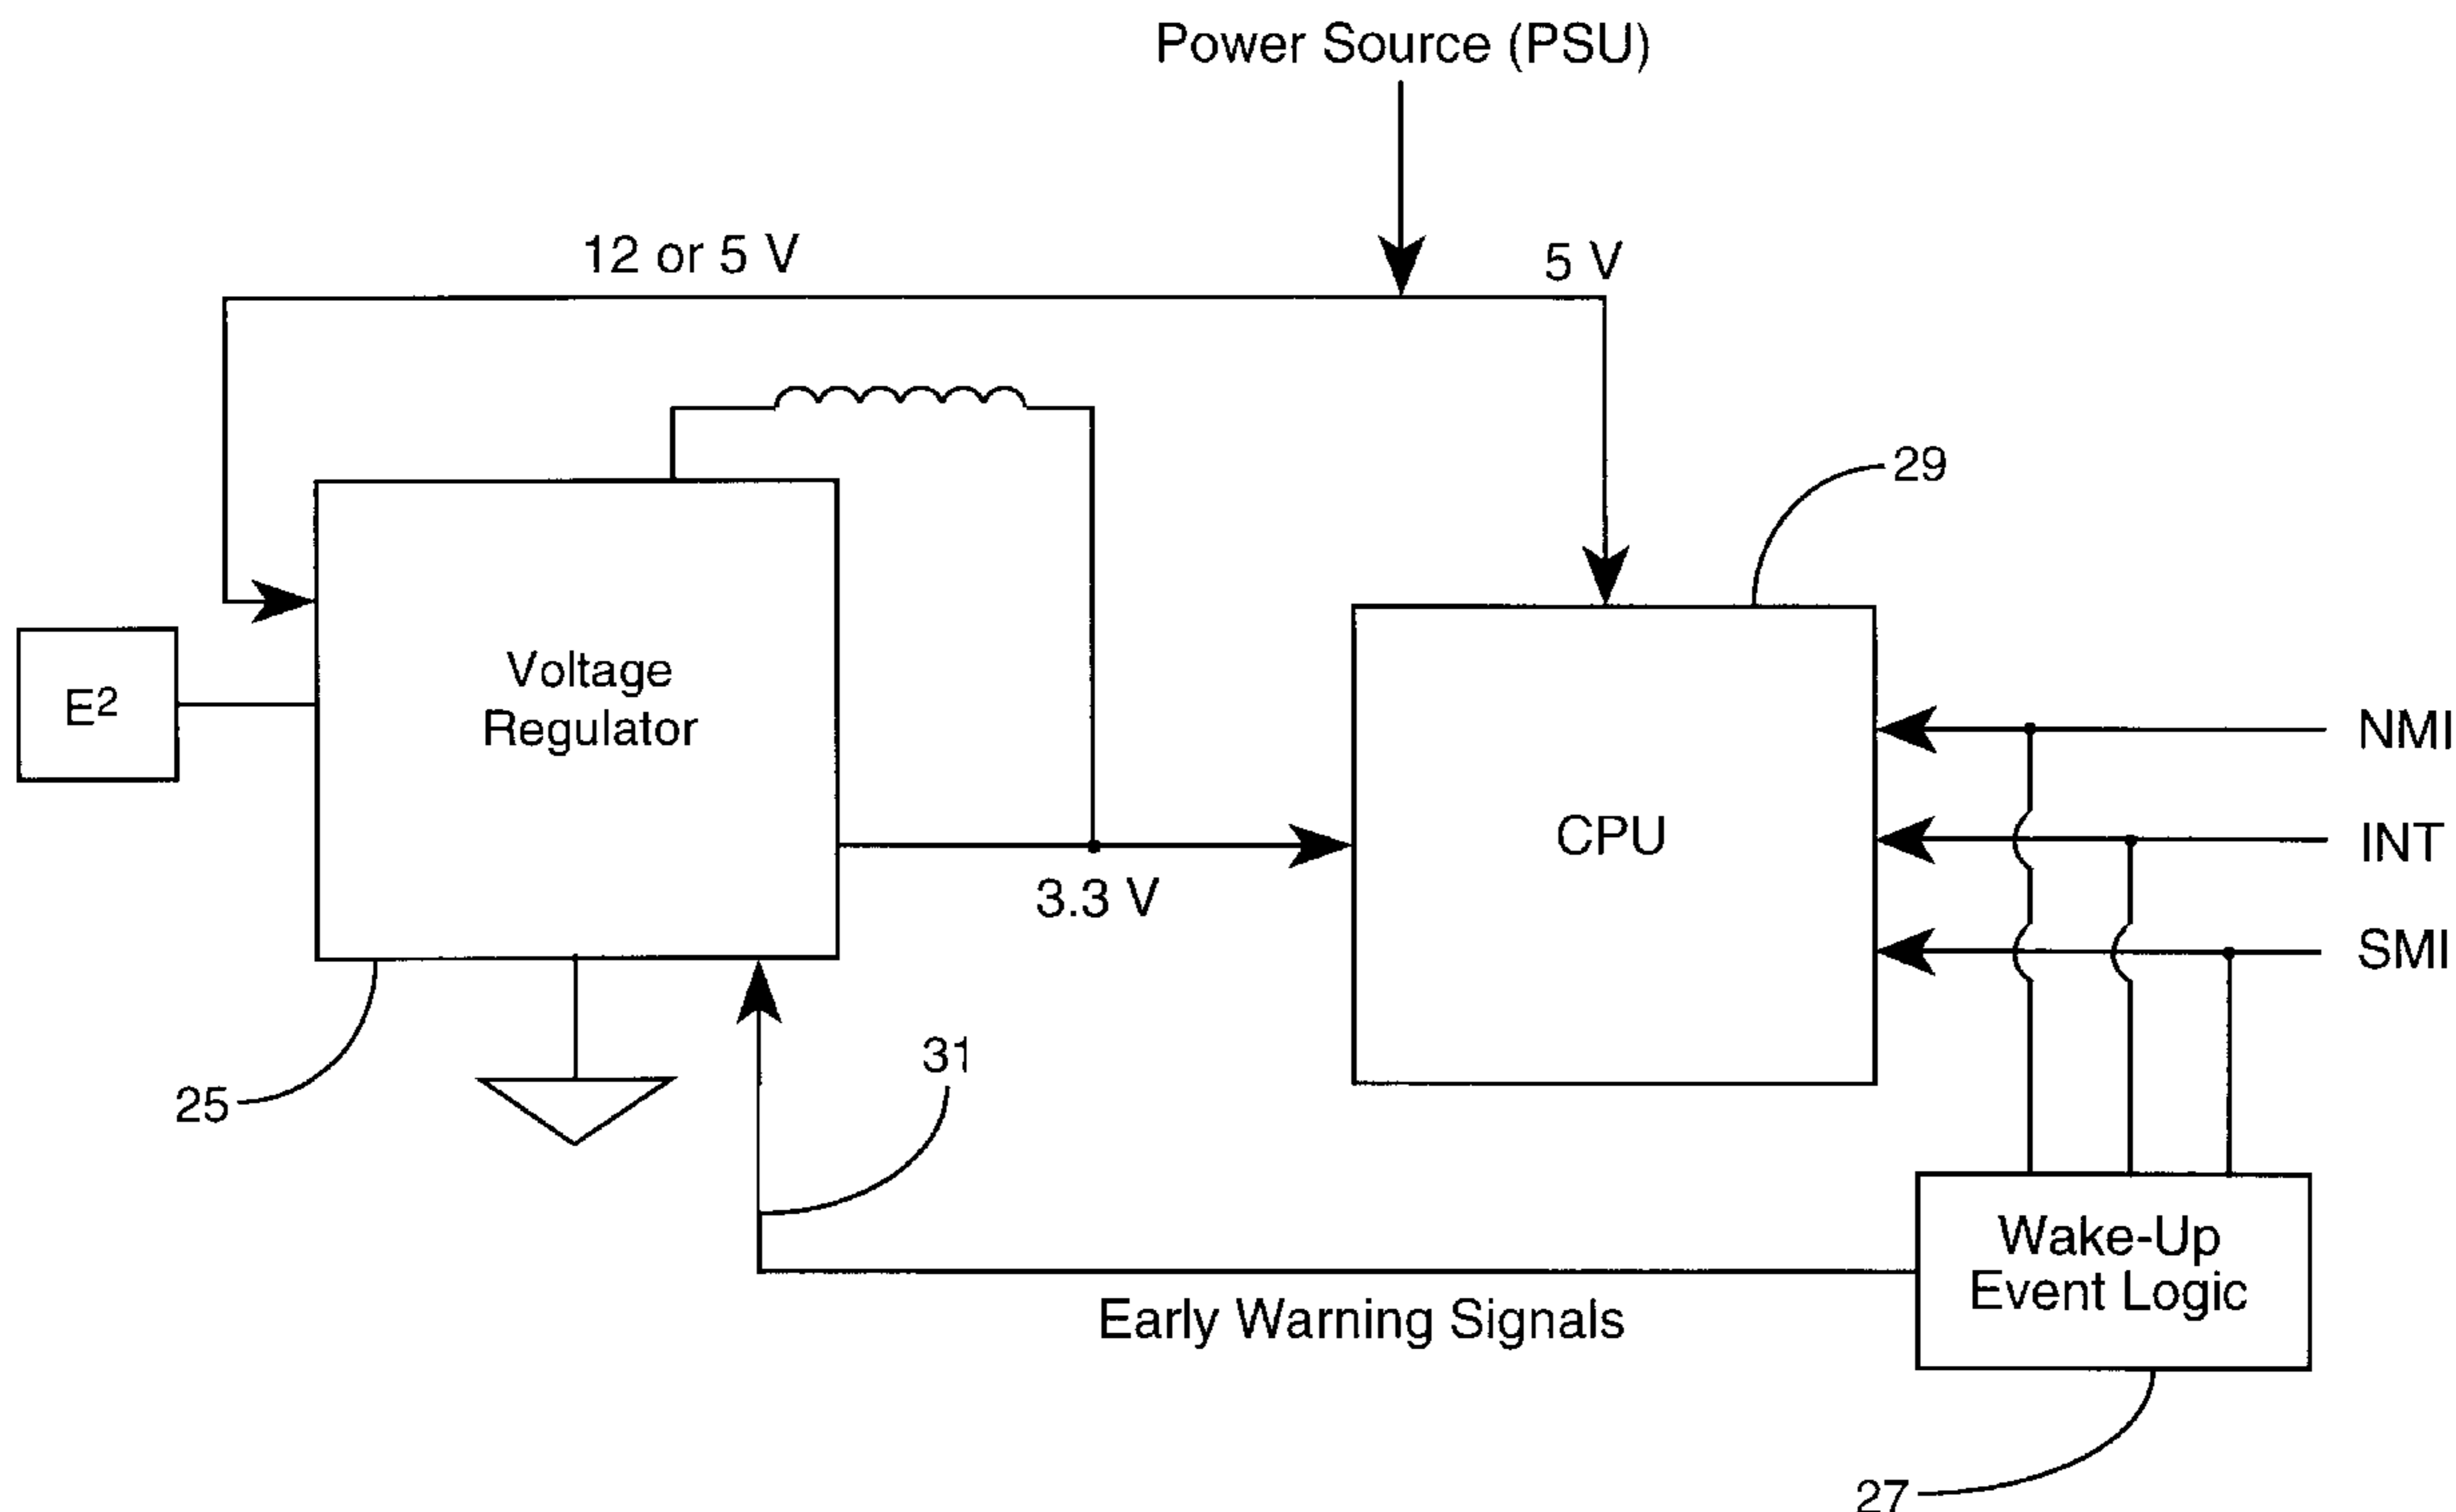 Power Source (PSU)
12 or 5 V
5 V
29
Voltage
Regulator
E²
CPU
NMI
INT
SMI
3.3 V
31
25
Wake-Up
Event Logic
Early Warning Signals
27